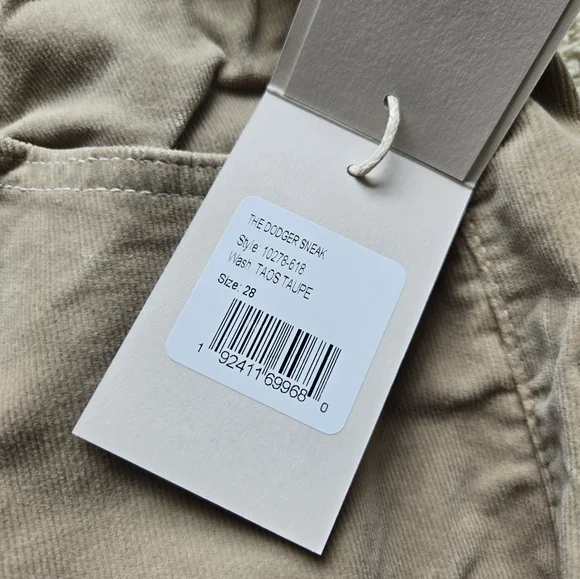 THE DODGER SNEAK
Style: 10278-618
Wash: TAOS TAUPE
Size: 28
1 92411 69968 0